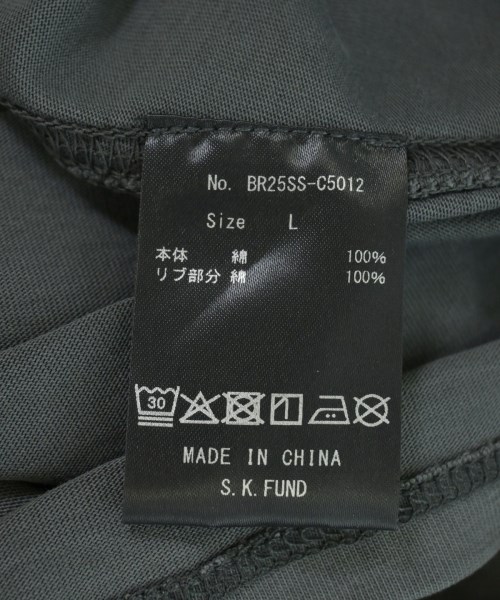 No. BR25SS-C5012
Size L
本体 綿 100%
リブ部分 綿 100%
30
MADE IN CHINA
S.K.FUND